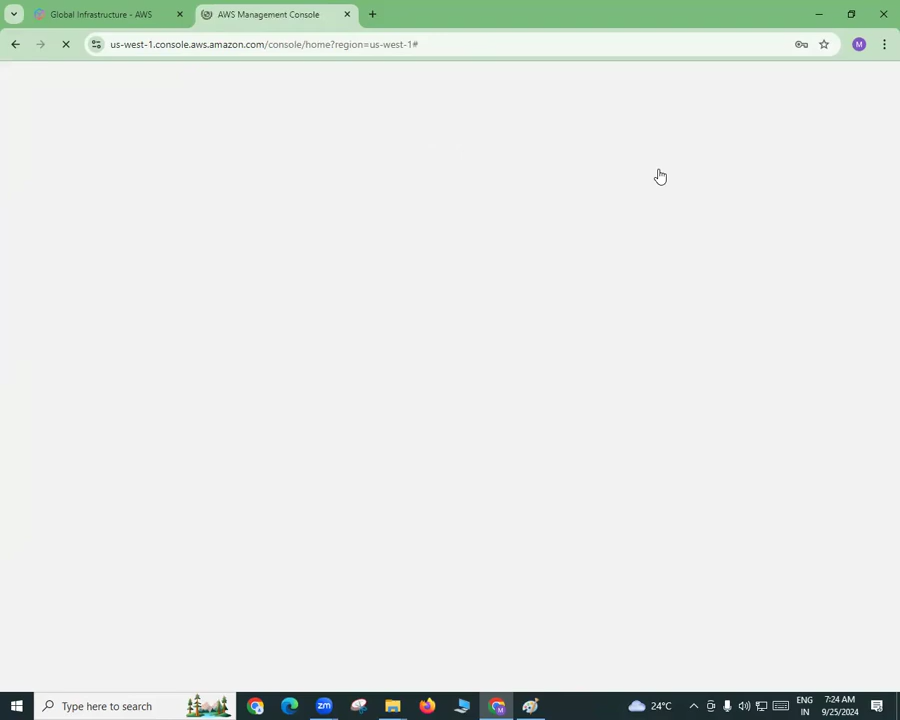 Global Infrastructure - AWS
AWS Management Console
us-west-1.console.aws.amazon.com/console/home?region=us-west-1#
M
Type here to search
zm
M
24°C
ENG
IN
7:24 AM
9/25/2024